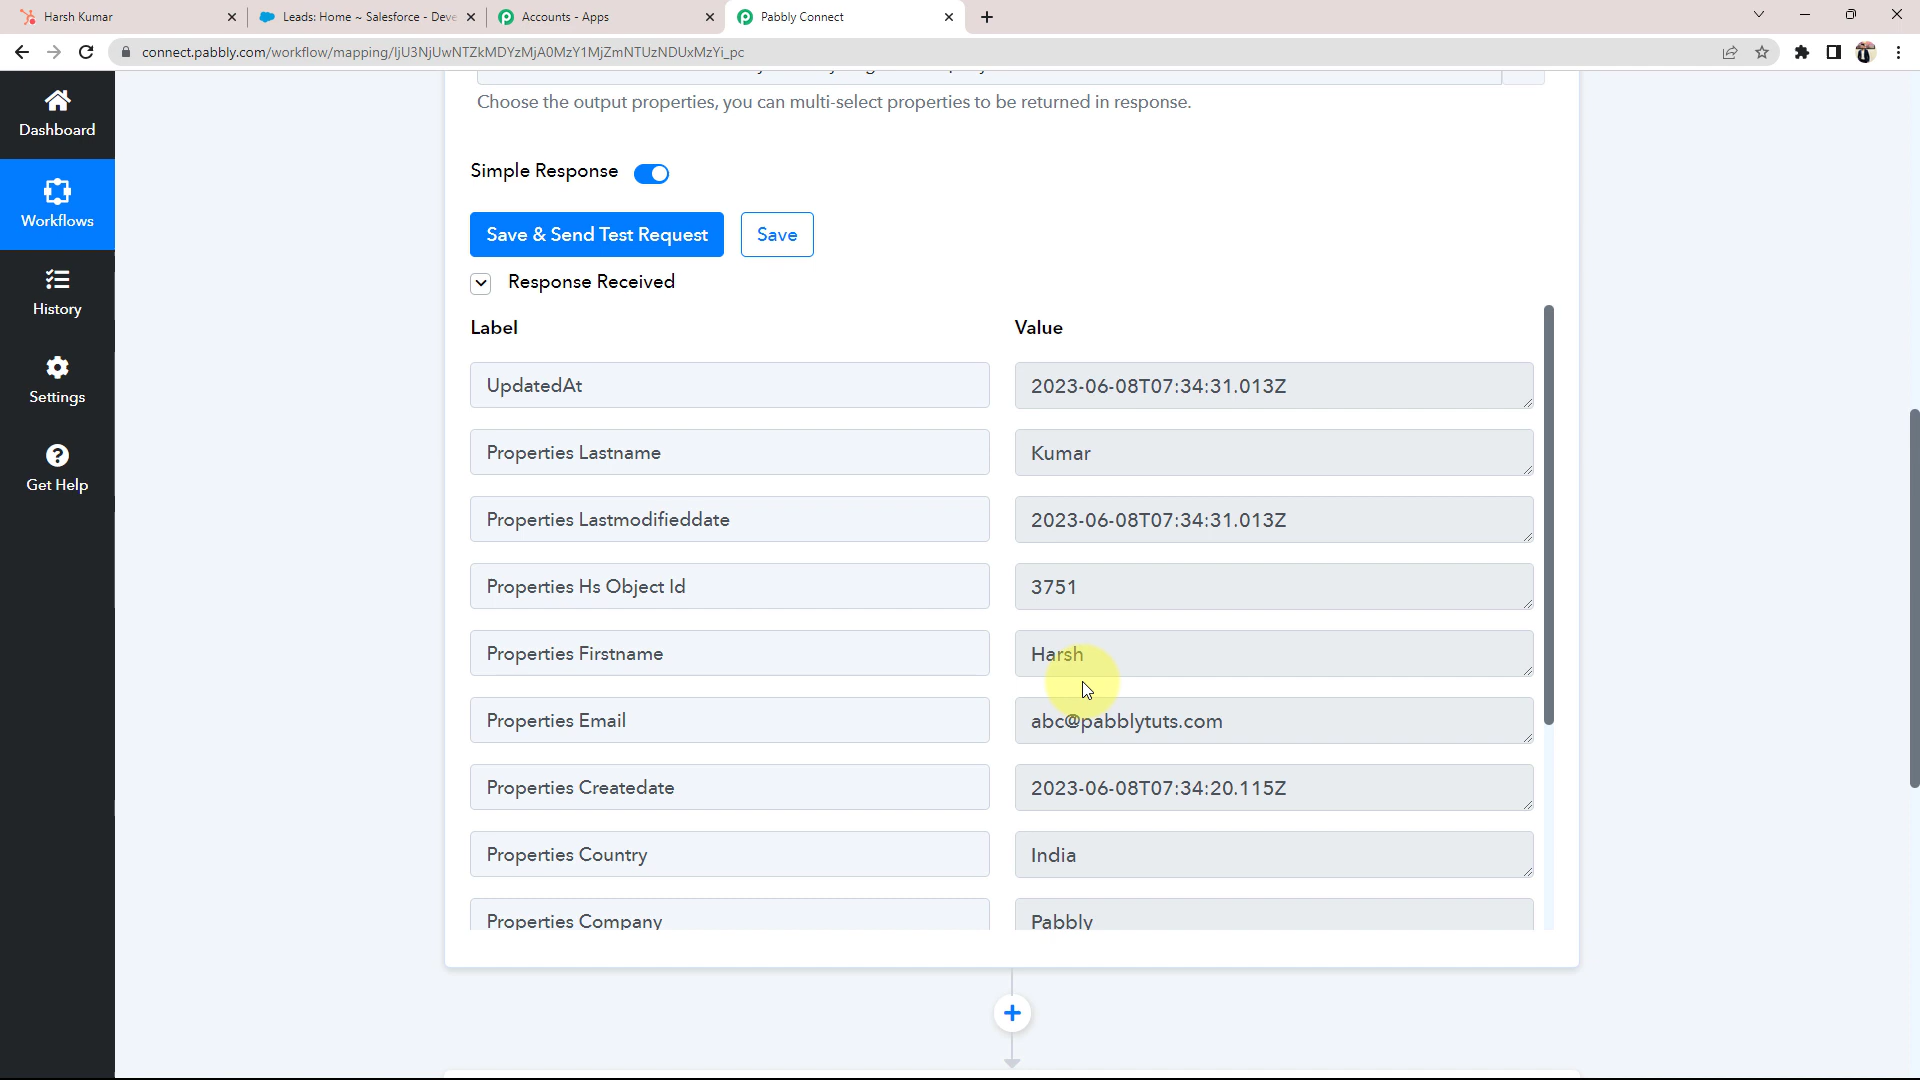 Harsh Kumar
Leads: Home ~ Salesforce - Deve
Accounts - Apps
Pabbly Connect
connect.pabbly.com/workflow/mapping/IjU3NjUwNTZkMDYzMjA0MzY1MjZmNTUzNDUxMzYi_pc
Dashboard
Workflows
History
Settings
Get Help
Choose the output properties, you can multi-select properties to be returned in response.
Simple Response
Save & Send Test Request
Save
Response Received
Label
Value
UpdatedAt
2023-06-08T07:34:31.013Z
Properties Lastname
Kumar
Properties Lastmodifieddate
2023-06-08T07:34:31.013Z
Properties Hs Object Id
3751
Properties Firstname
Harsh
Properties Email
abc@pabblytuts.com
Properties Createdate
2023-06-08T07:34:20.115Z
Properties Country
India
Properties Company
Pabbly